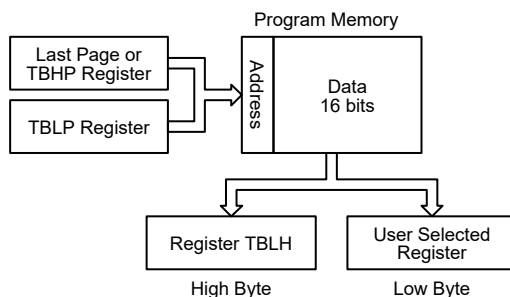 Program Memory
Last Page or
TBHP Register
TBLP Register
Address
Data
16 bits
Register TBLH
User Selected
Register
High Byte
Low Byte